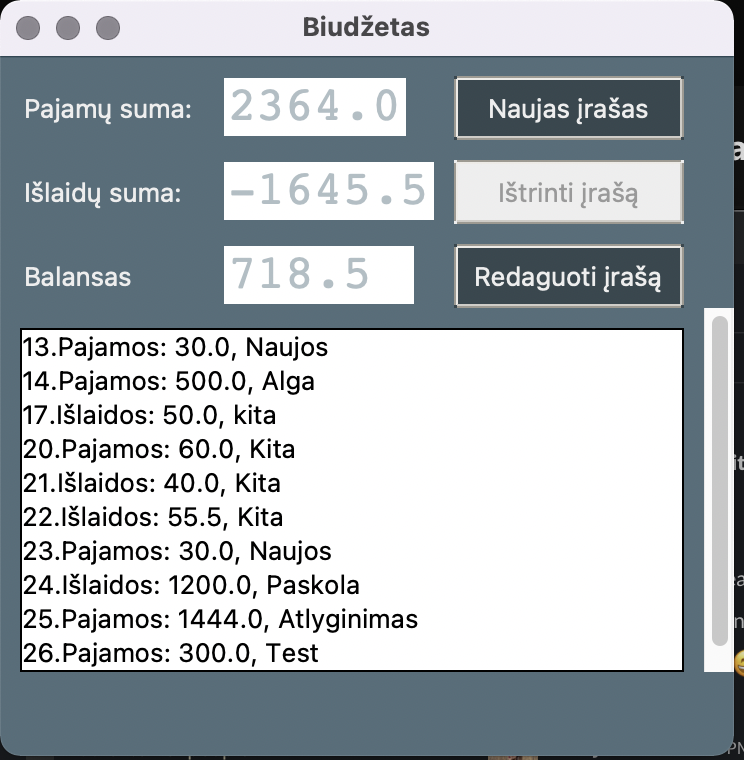 Biudžetas
Pajamų suma: 2364.0 Naujas įrašas
Išlaidų suma: -1645.5 Ištrinti įrašą
Balansas 718.5 Redaguoti įrašą
13.Pajamos: 30.0, Naujos
14.Pajamos: 500.0, Alga
17.Išlaidos: 50.0, kita
20.Pajamos: 60.0, Kita
21.Išlaidos: 40.0, Kita
22.Išlaidos: 55.5, Kita
23.Pajamos: 30.0, Naujos
24.Išlaidos: 1200.0, Paskola
25.Pajamos: 1444.0, Atlyginimas
26.Pajamos: 300.0, Test